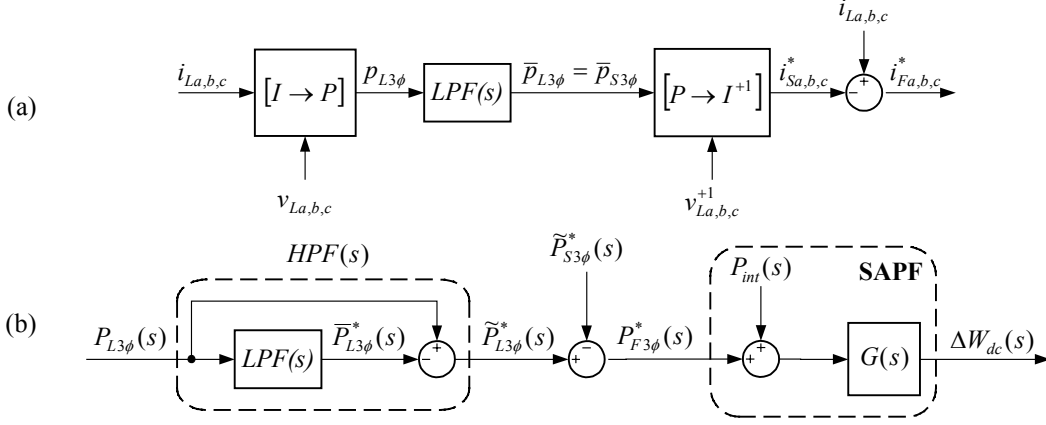 i_{La,b,c}
(a) i_{La,b,c} [I → P] p_{L3ϕ} LPF(s) p̅_{L3ϕ} = p̅_{S3ϕ} [P → I^{+1}] i^*_{Sa,b,c} - + i^*_{Fa,b,c}
v_{La,b,c} v^{+1}_{La,b,c}
HPF(s) P̃^*_{S3ϕ}(s) P_{int}(s) SAPF
(b) P_{L3ϕ}(s) LPF(s) P̅^*_{L3ϕ}(s) - + P̃^*_{L3ϕ}(s) + - P^*_{F3ϕ}(s) + + G(s) ΔW_{dc}(s)